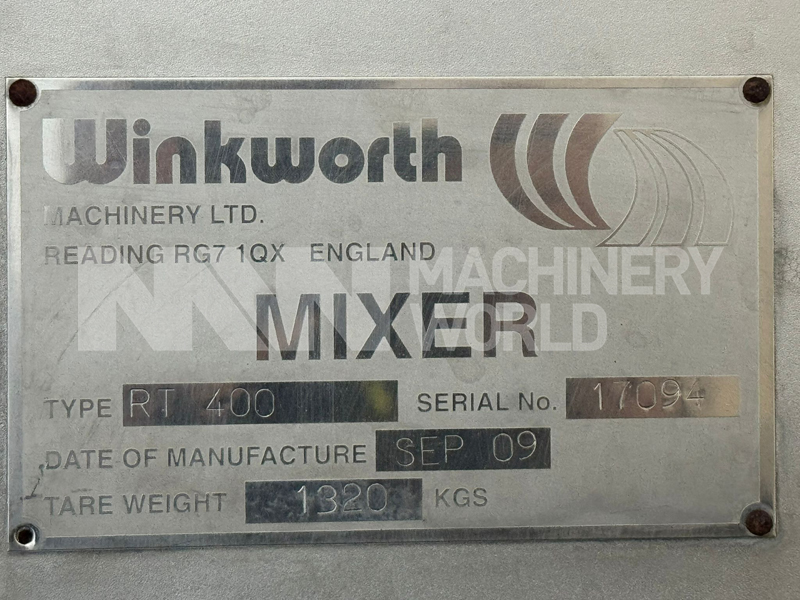 Winkworth
MACHINERY LTD.
READING RG7 1QX ENGLAND
MACHINERY
WORLD
MIXER
TYPE RT 400 SERIAL No. 17094
DATE OF MANUFACTURE SEP 09
TARE WEIGHT 1320 KGS